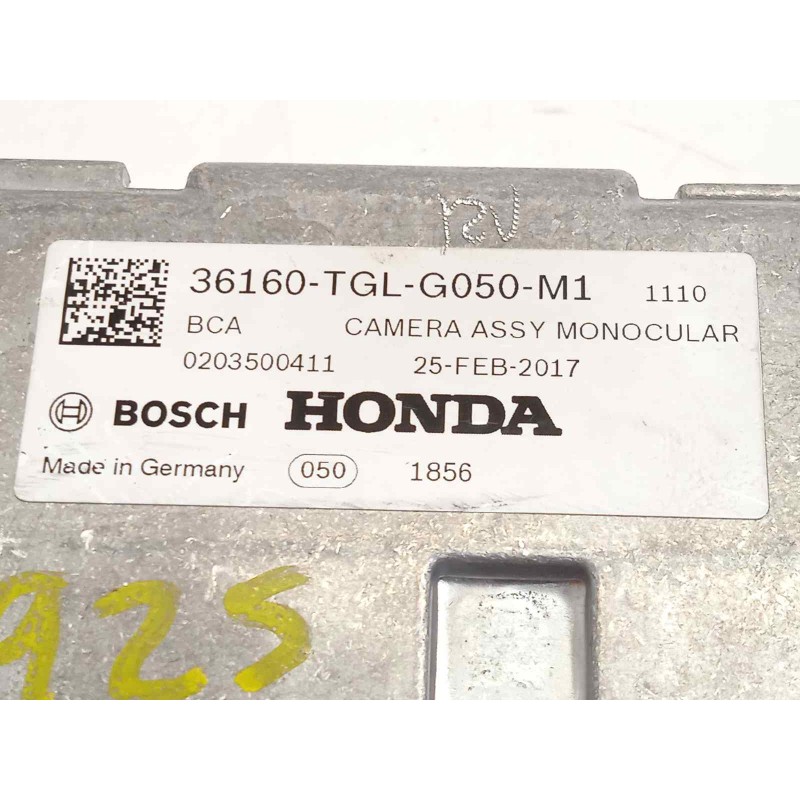 36160-TGL-G050-M1 1110
BCA CAMERA ASSY MONOCULAR
0203500411 25-FEB-2017
BOSCH HONDA
Made in Germany 050 1856
925